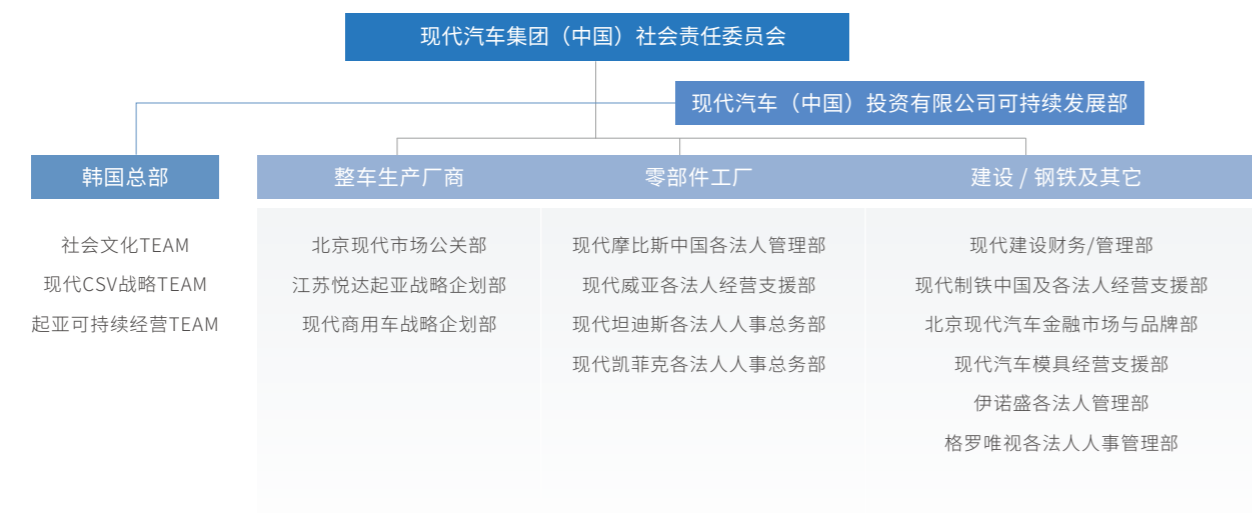 现代汽车集团（中国）社会责任委员会
现代汽车（中国）投资有限公司可持续发展部
韩国总部
社会文化TEAM
现代CSV战略TEAM
起亚可持续经营TEAM
整车生产厂商
北京现代市场公关部
江苏悦达起亚战略企划部
现代商用车战略企划部
零部件工厂
现代摩比斯中国各法人管理部
现代威亚各法人经营支援部
现代坦迪斯各法人人事总务部
现代凯菲克各法人人事总务部
建设 / 钢铁及其它
现代建设财务/管理部
现代制铁中国及各法人经营支援部
北京现代汽车金融市场与品牌部
现代汽车模具经营支援部
伊诺盛各法人管理部
格罗唯视各法人人事管理部